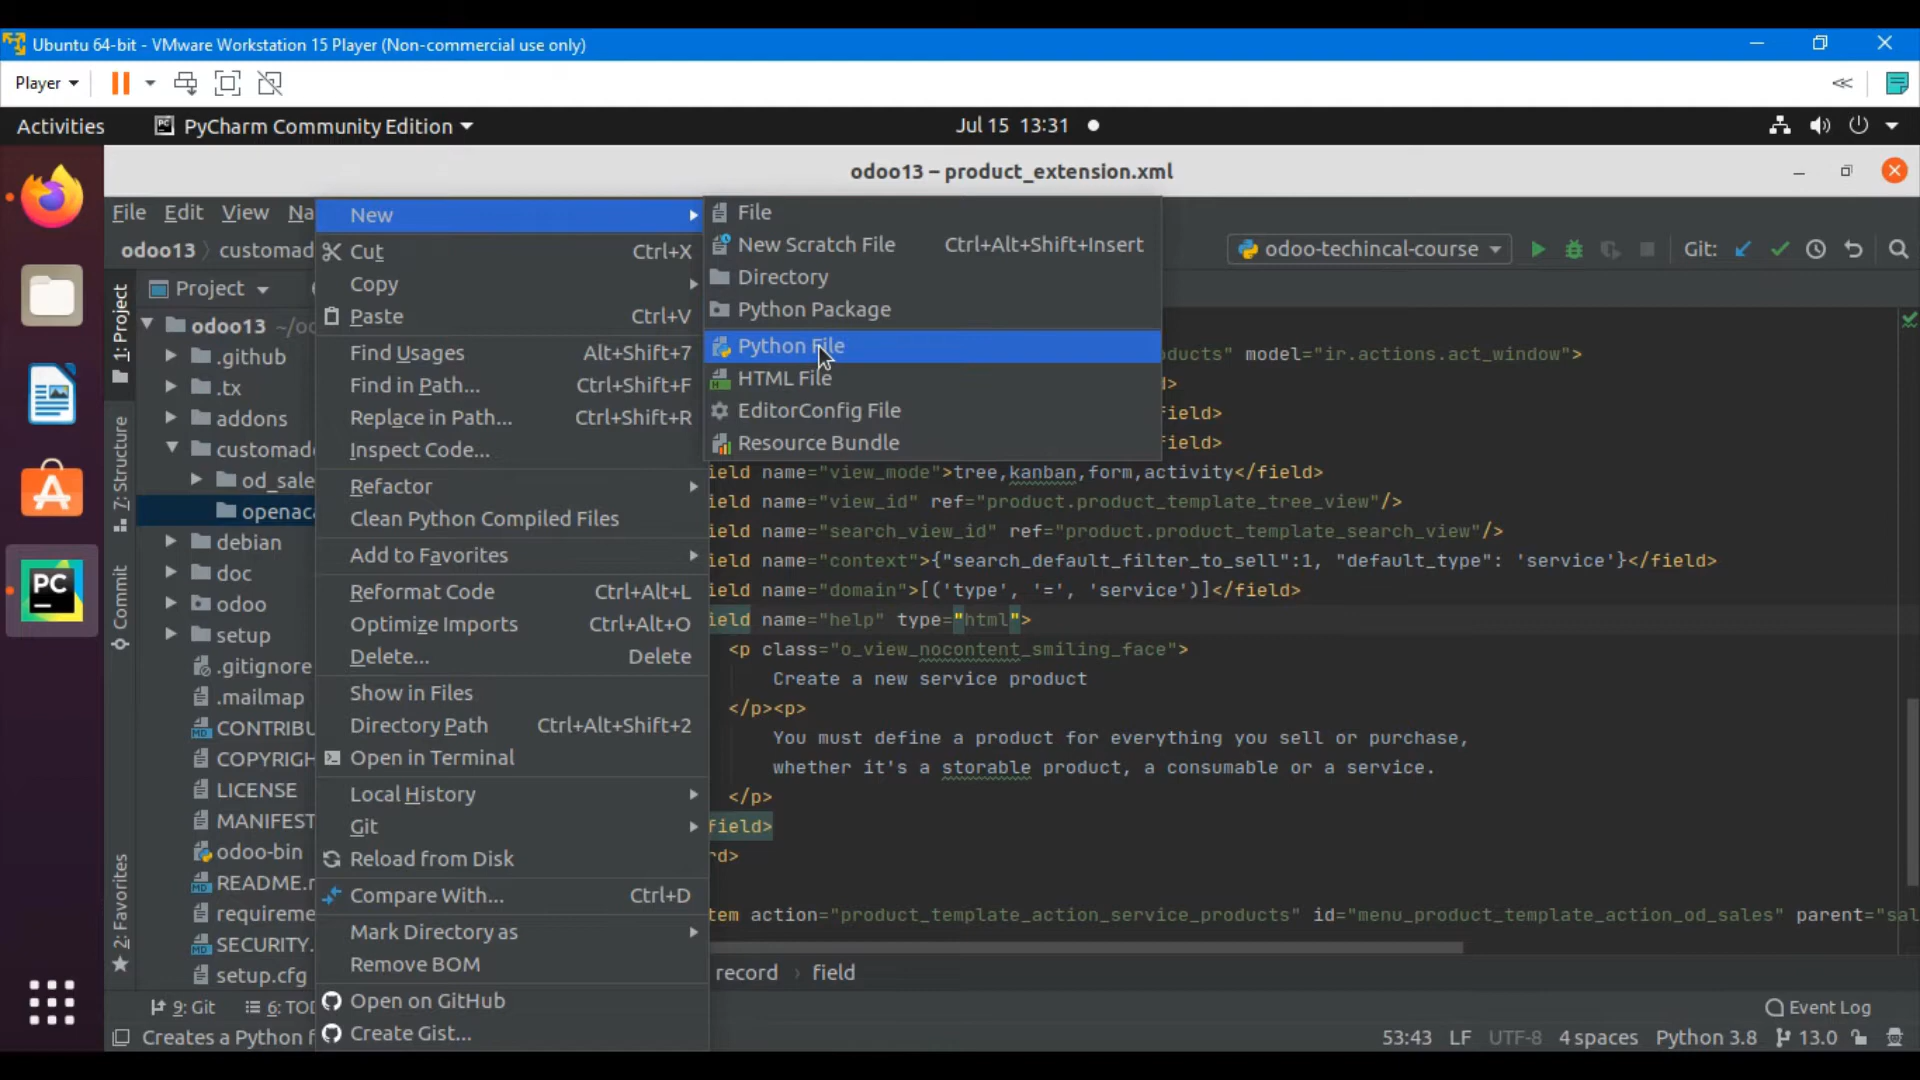 Ubuntu 64-bit - VMware Workstation 15 Player (Non-commercial use only)
Player
Activities
PyCharm Community Edition
Jul 15 13:31
odoo13 – product_extension.xml
File Edit View Na
odoo13
customad
odoo-techincal-course
Git:
Project
1: Project
7: Structure
Commit
2: Favorites
odoo13 ~/o
.github
.tx
addons
customad
od_sale
openac
debian
doc
odoo
setup
.gitignore
.mailmap
CONTRIBU
COPYRIGH
LICENSE
MANIFEST
odoo-bin
README.r
requireme
SECURITY.
setup.cfg
New
Cut Ctrl+X
Copy
Paste Ctrl+V
Find Usages Alt+Shift+7
Find in Path... Ctrl+Shift+F
Replace in Path... Ctrl+Shift+R
Inspect Code...
Refactor
Clean Python Compiled Files
Add to Favorites
Reformat Code Ctrl+Alt+L
Optimize Imports Ctrl+Alt+O
Delete... Delete
Show in Files
Directory Path Ctrl+Alt+Shift+2
Open in Terminal
Local History
Git
Reload from Disk
Compare With... Ctrl+D
Mark Directory as
Remove BOM
Open on GitHub
Create Gist...
File
New Scratch File Ctrl+Alt+Shift+Insert
Directory
Python Package
Python File
HTML File
EditorConfig File
Resource Bundle
oducts" model="ir.actions.act_window">
d>
field>
field>
ield name="view_mode">tree,kanban,form,activity</field>
ield name="view_id" ref="product.product_template_tree_view"/>
ield name="search_view_id" ref="product.product_template_search_view"/>
ield name="context">{"search_default_filter_to_sell":1, "default_type": 'service'}</field>
ield name="domain">[('type', '=', 'service')]</field>
ield name="help" type="html">
<p class="o_view_nocontent_smiling_face">
Create a new service product
</p><p>
You must define a product for everything you sell or purchase,
whether it's a storable product, a consumable or a service.
</p>
field>
rd>
tem action="product_template_action_service_products" id="menu_product_template_action_od_sales" parent="sal
record › field
9: Git
6: TOD
Event Log
Creates a Python f
53:43 LF UTF-8 4 spaces Python 3.8 13.0